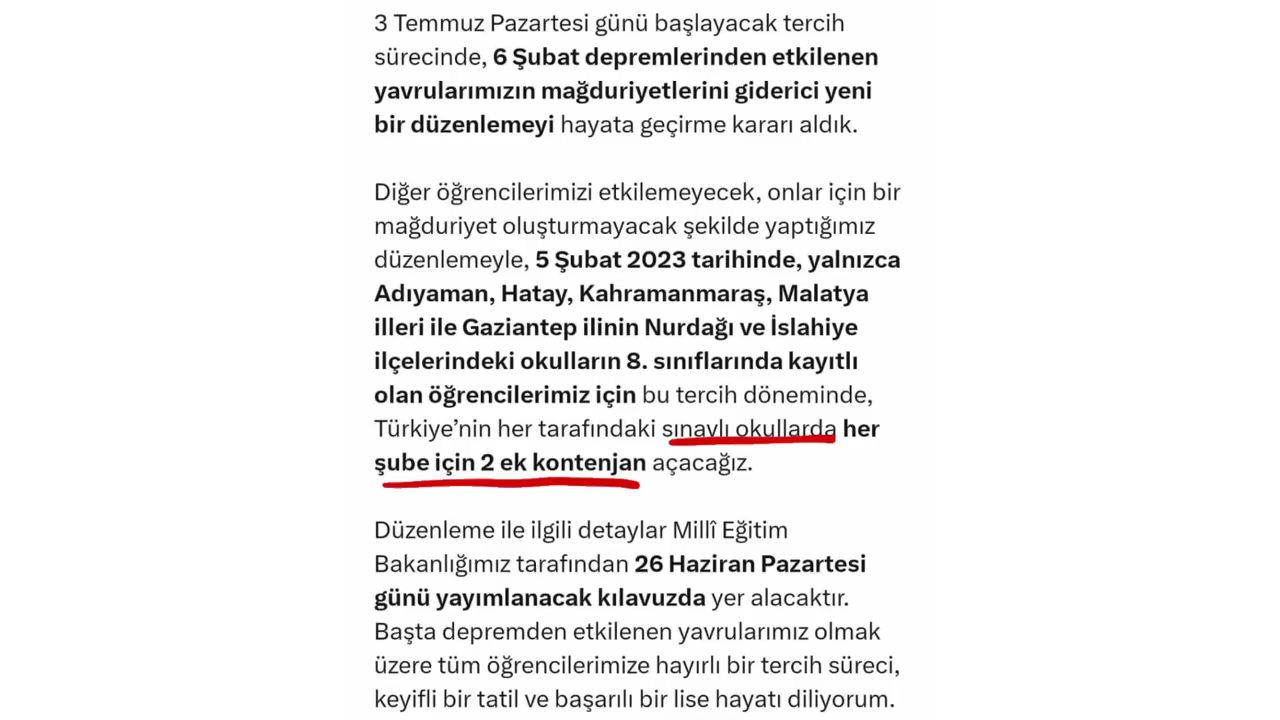 3 Temmuz Pazartesi günü başlayacak tercih
sürecinde, 6 Şubat depremlerinden etkilenen
yavrularımızın mağduriyetlerini giderici yeni
bir düzenlemeyi hayata geçirme kararı aldık.
Diğer öğrencilerimizi etkilemeyecek, onlar için bir
mağduriyet oluşturmayacak şekilde yaptığımız
düzenlemeyle, 5 Şubat 2023 tarihinde, yalnızca
Adıyaman, Hatay, Kahramanmaraş, Malatya
illeri ile Gaziantep ilinin Nurdağı ve İslahiye
ilçelerindeki okulların 8. sınıflarında kayıtlı
olan öğrencilerimiz için bu tercih döneminde,
Türkiye’nin her tarafındaki sınavlı okullarda her
şube için 2 ek kontenjan açacağız.
Düzenleme ile ilgili detaylar Millî Eğitim
Bakanlığımız tarafından 26 Haziran Pazartesi
günü yayımlanacak kılavuzda yer alacaktır.
Başta depremden etkilenen yavrularımız olmak
üzere tüm öğrencilerimize hayırlı bir tercih süreci,
keyifli bir tatil ve başarılı bir lise hayatı diliyorum.